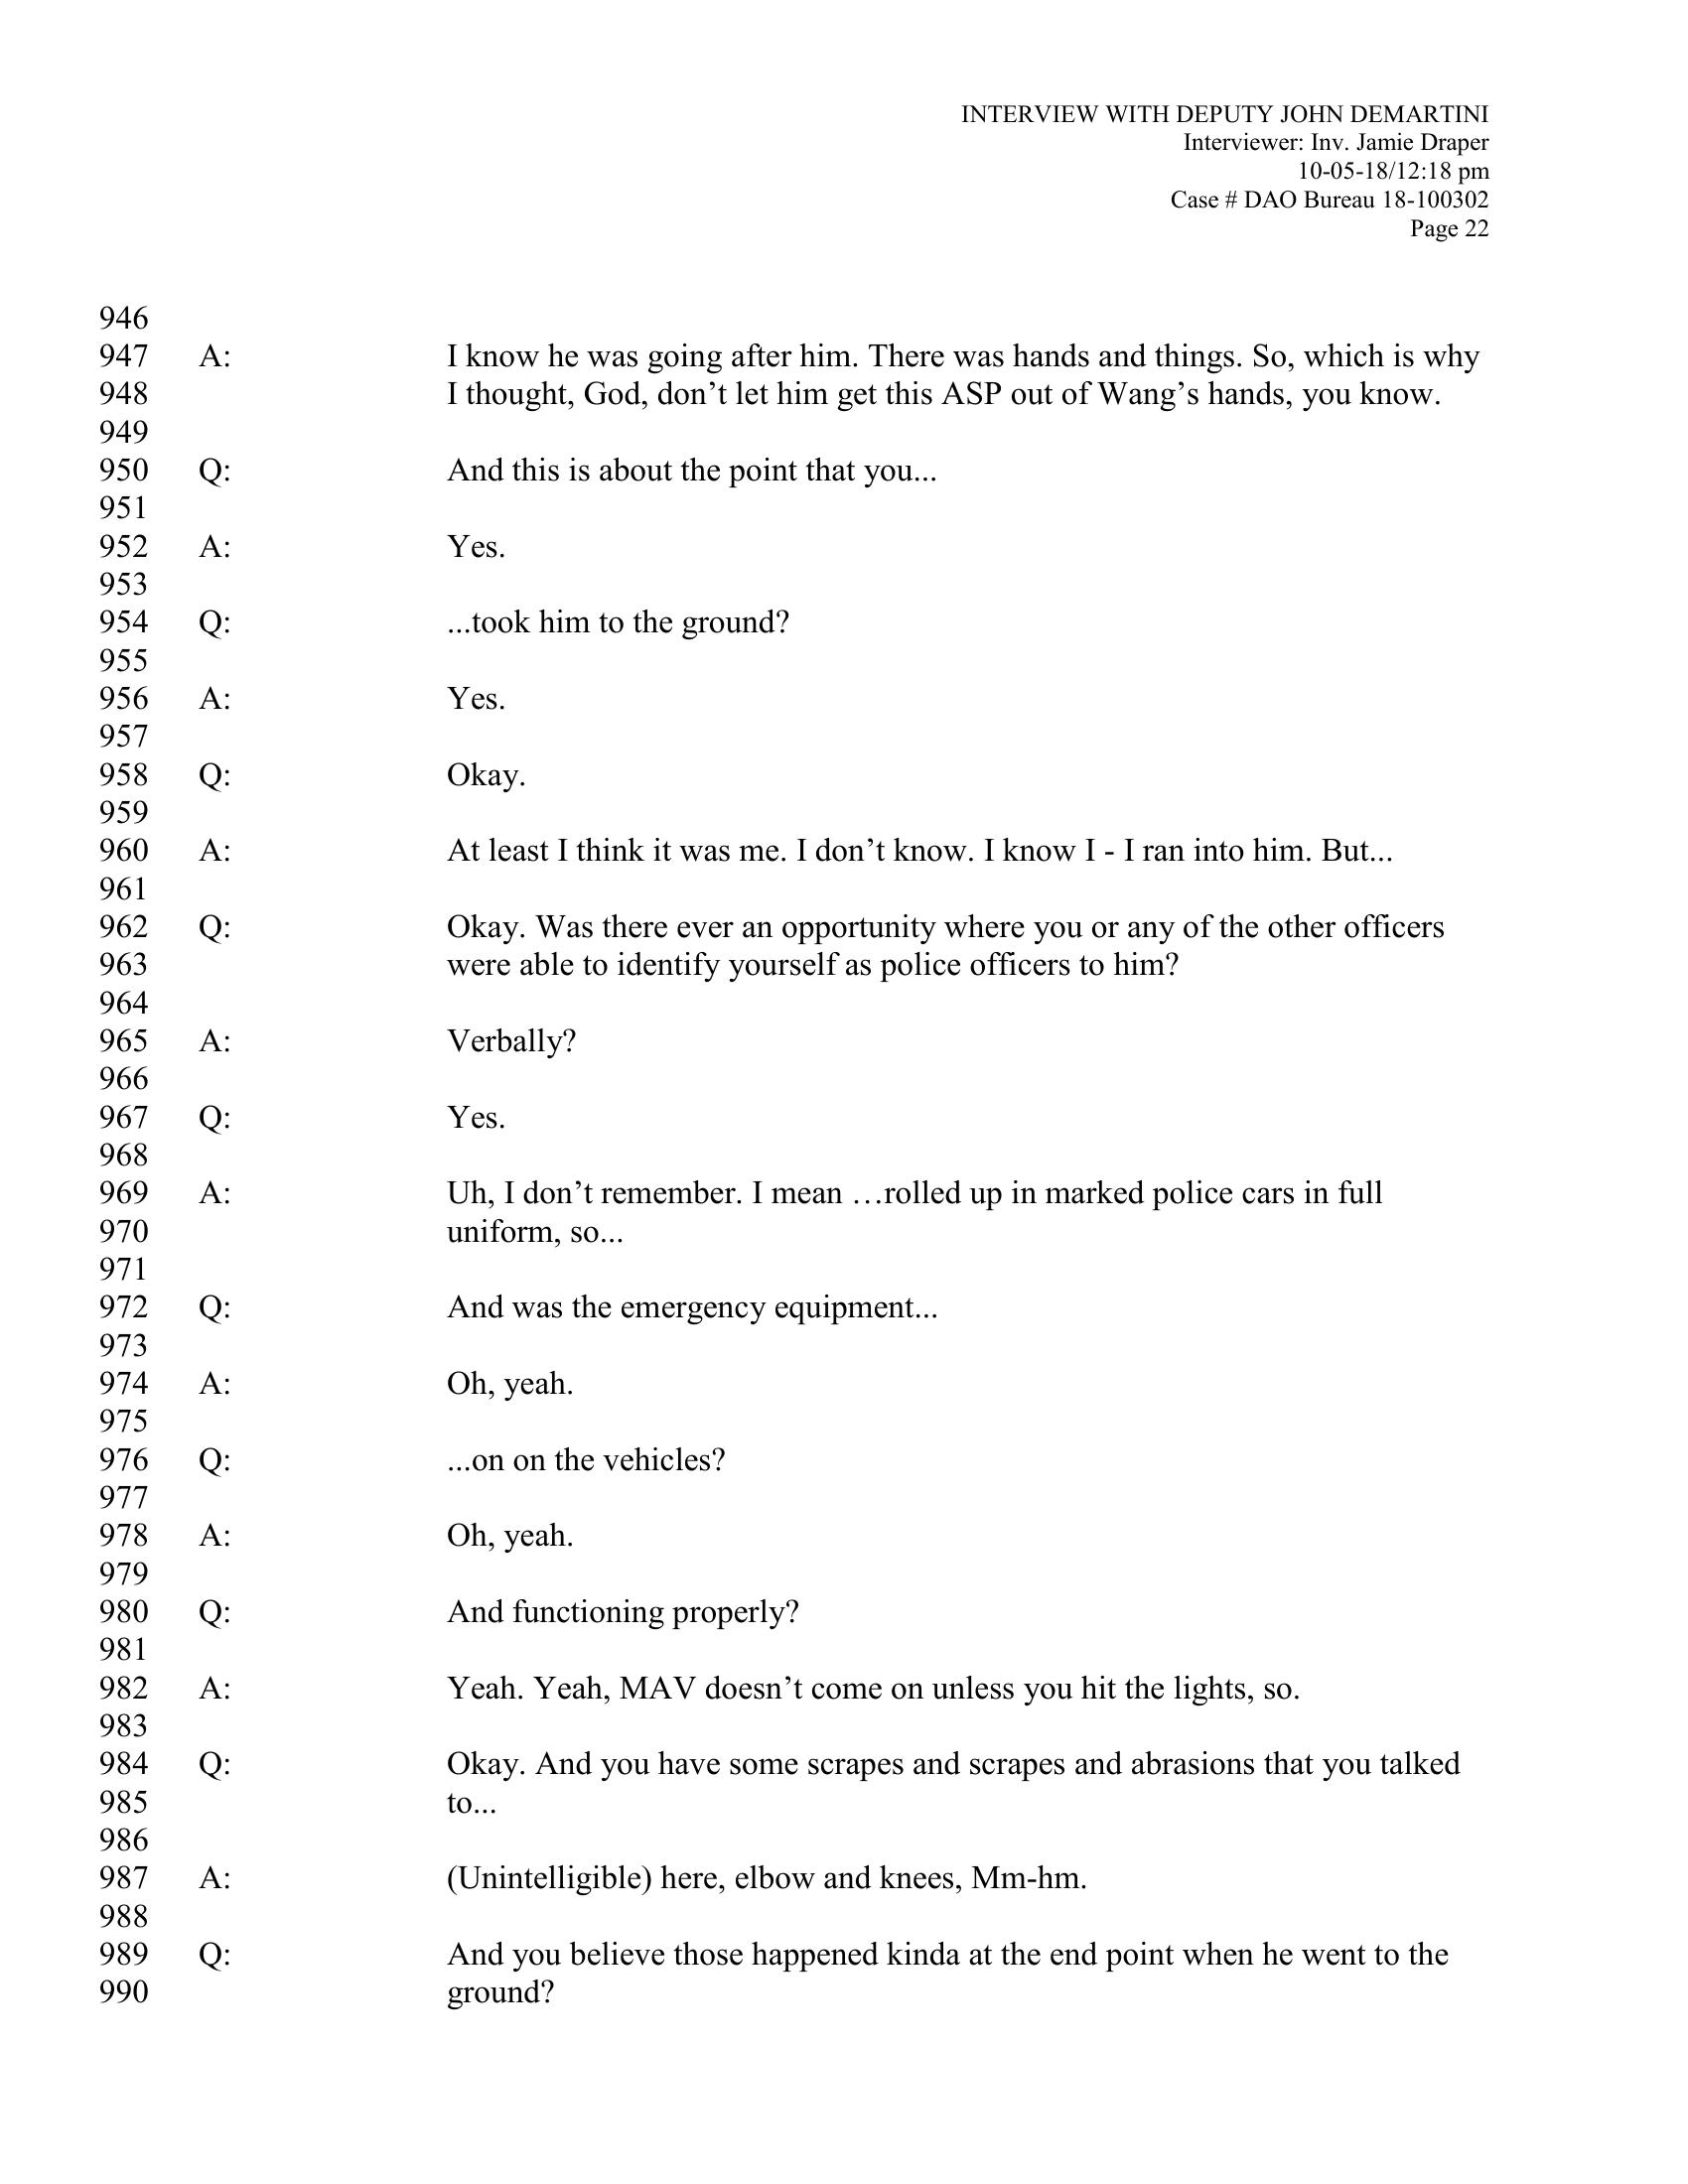 INTERVIEW WITH DEPUTY JOHN DEMARTINI
Interviewer: Inv. Jamie Draper
10-05-18/12:18 pm
Case # DAO Bureau 18-100302
Page 22
946
947 A: I know he was going after him. There was hands and things. So, which is why
948 I thought, God, don’t let him get this ASP out of Wang’s hands, you know.
949
950 Q: And this is about the point that you...
951
952 A: Yes.
953
954 Q: ...took him to the ground?
955
956 A: Yes.
957
958 Q: Okay.
959
960 A: At least I think it was me. I don’t know. I know I - I ran into him. But...
961
962 Q: Okay. Was there ever an opportunity where you or any of the other officers
963 were able to identify yourself as police officers to him?
964
965 A: Verbally?
966
967 Q: Yes.
968
969 A: Uh, I don’t remember. I mean …rolled up in marked police cars in full
970 uniform, so...
971
972 Q: And was the emergency equipment...
973
974 A: Oh, yeah.
975
976 Q: ...on on the vehicles?
977
978 A: Oh, yeah.
979
980 Q: And functioning properly?
981
982 A: Yeah. Yeah, MAV doesn’t come on unless you hit the lights, so.
983
984 Q: Okay. And you have some scrapes and scrapes and abrasions that you talked
985 to...
986
987 A: (Unintelligible) here, elbow and knees, Mm-hm.
988
989 Q: And you believe those happened kinda at the end point when he went to the
990 ground?